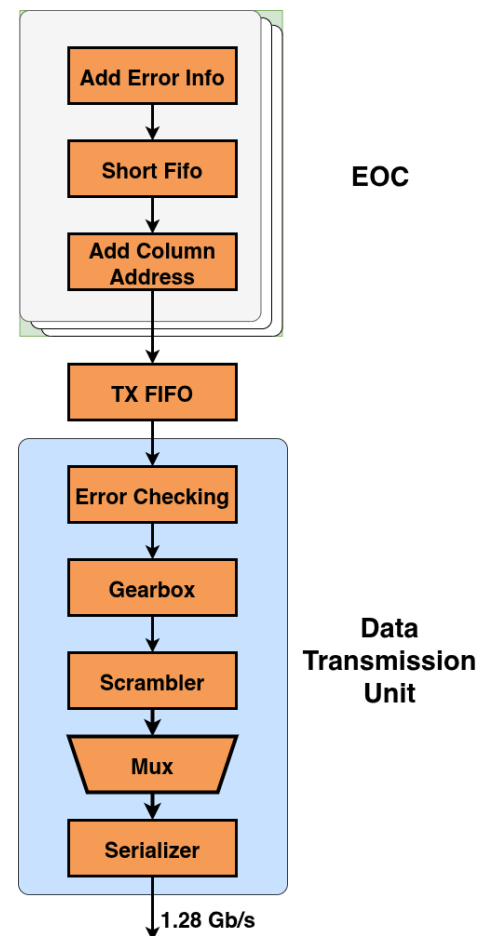 Add Error Info
Short Fifo
EOC
Add Column
Address
TX FIFO
Error Checking
Gearbox
Data
Transmission
Unit
Scrambler
Mux
Serializer
1.28 Gb/s